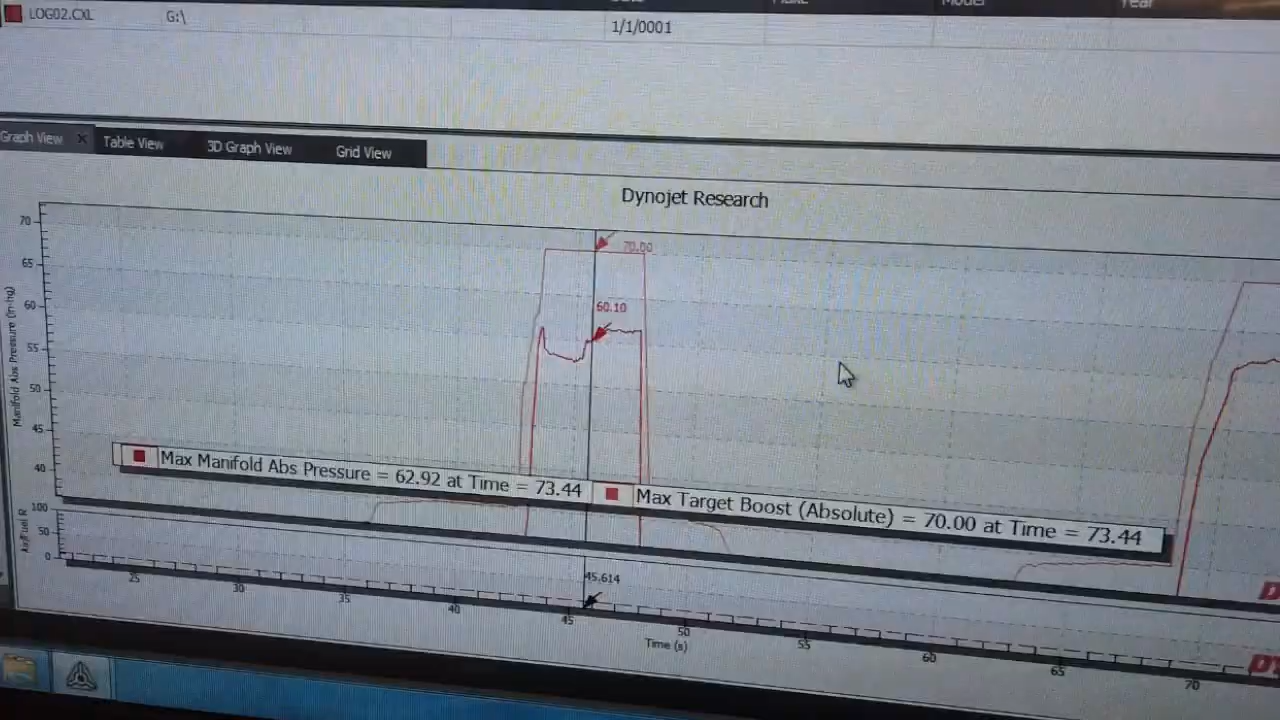 LOG02.CXL G:\ 1/1/0001
Graph View Table View 3D Graph View Grid View
Dynojet Research
70
65
60
55
50
45
40
Manifold Abs Pressure (in-hg)
70.00
60.10
Max Manifold Abs Pressure = 62.92 at Time = 73.44 Max Target Boost (Absolute) = 70.00 at Time = 73.44
100
50
0
45.614
25 30 35 40 45 50 55 60 65 70
Time (s)